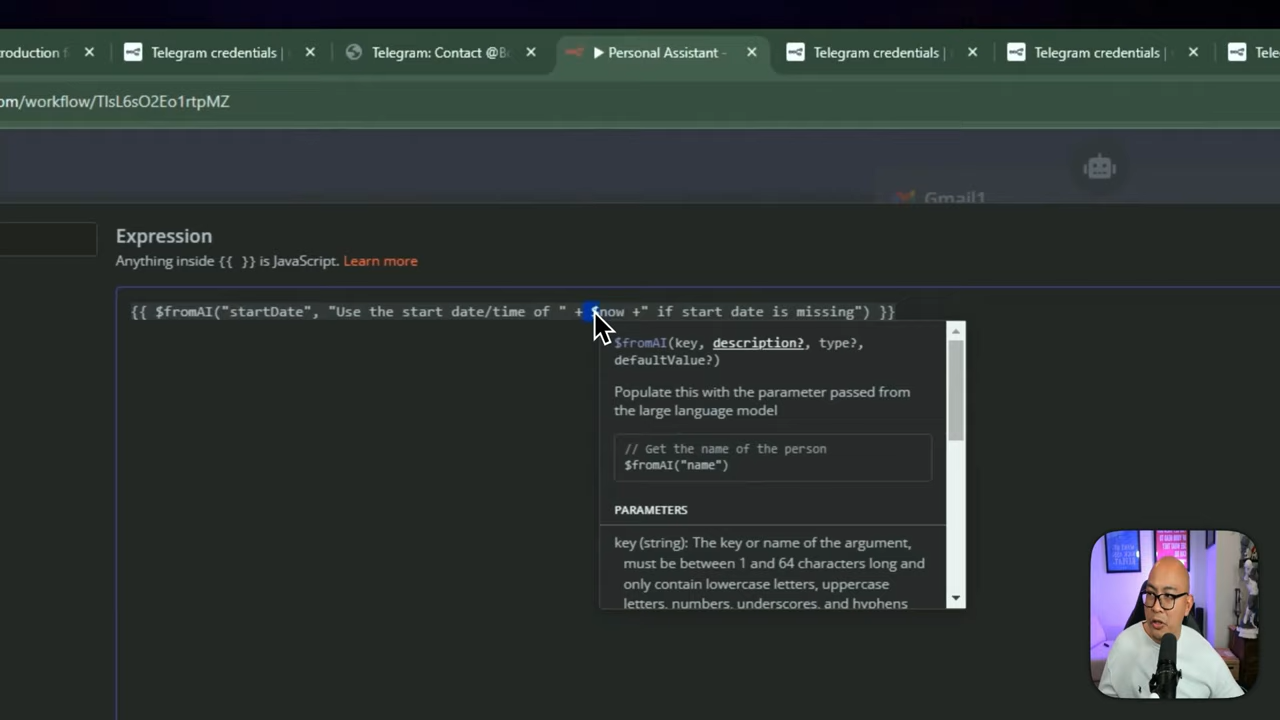 troduction f
Telegram credentials |
Telegram: Contact @B
Personal Assistant -
Telegram credentials |
Telegram credentials |
Tele
om/workflow/TlsL6sO2Eo1rtpMZ
Gmail1
Expression
Anything inside {{ }} is JavaScript. Learn more
{{ $fromAI("startDate", "Use the start date/time of " + $now +" if start date is missing") }}
$fromAI(key, description?, type?,
defaultValue?)
Populate this with the parameter passed from
the large language model
// Get the name of the person
$fromAI("name")
PARAMETERS
key (string): The key or name of the argument,
must be between 1 and 64 characters long and
only contain lowercase letters, uppercase
letters, numbers, underscores, and hyphens